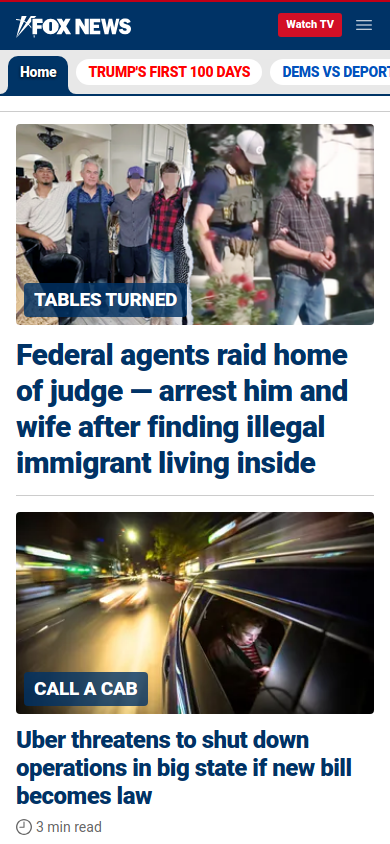 FOX NEWS
Watch TV
Home
TRUMP'S FIRST 100 DAYS
DEMS VS DEPORT
TABLES TURNED
Federal agents raid home
of judge — arrest him and
wife after finding illegal
immigrant living inside
CALL A CAB
Uber threatens to shut down
operations in big state if new bill
becomes law
3 min read